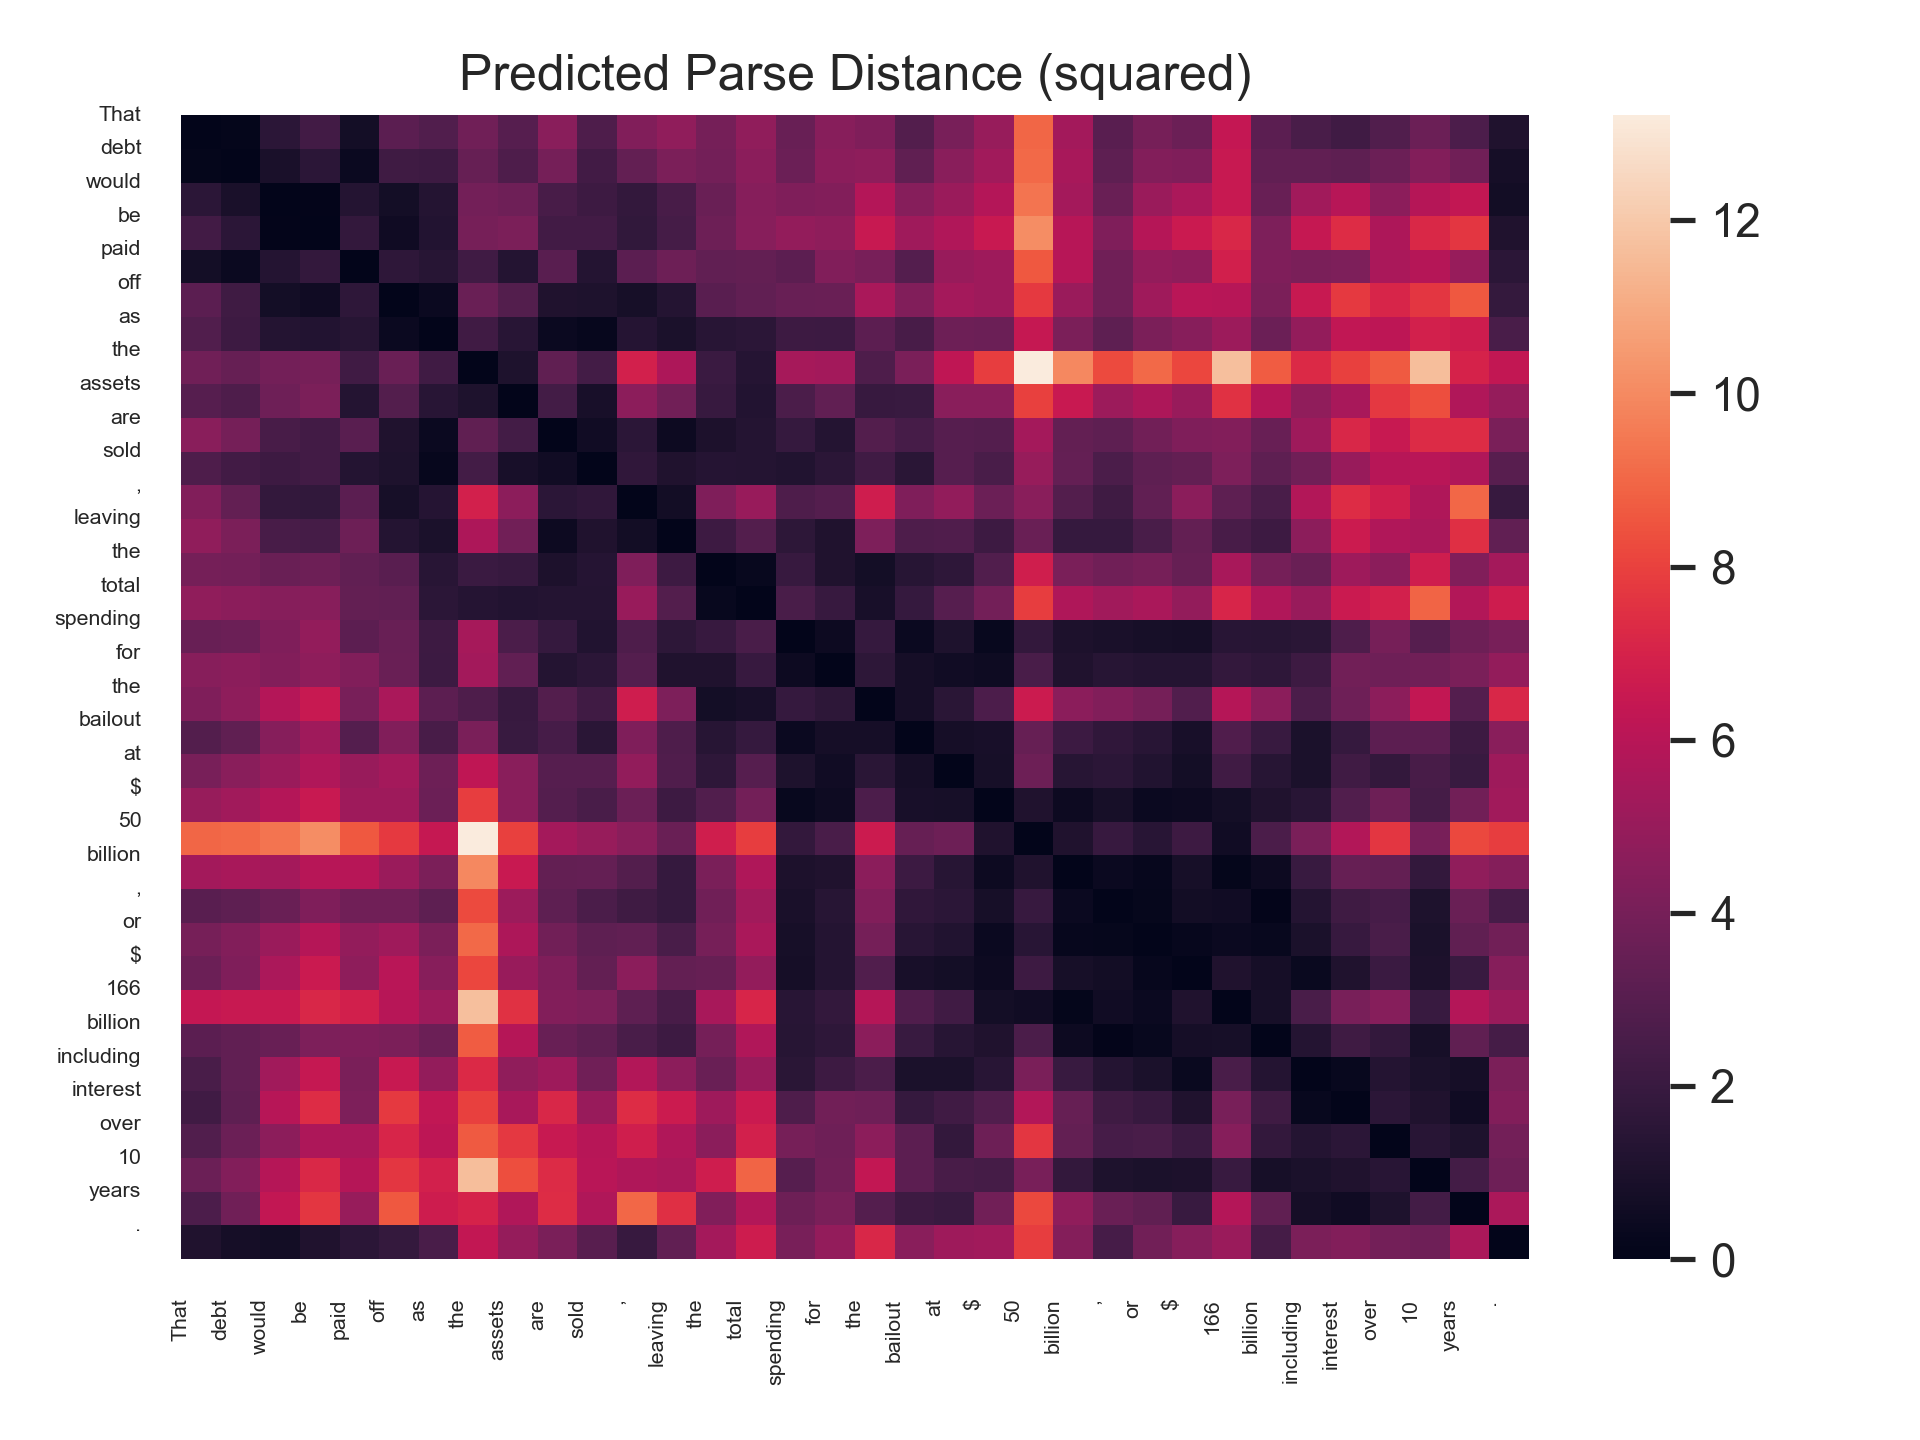 Predicted Parse Distance (squared)
That
debt
would
be
paid
off
as
the
assets
are
sold
,
leaving
the
total
spending
for
the
bailout
at
$
50
billion
,
or
$
166
billion
including
interest
over
10
years
.
12
10
8
6
4
2
0
That
debt
would
be
paid
off
as
the
assets
are
sold
,
leaving
the
total
spending
for
the
bailout
at
$
50
billion
,
or
$
166
billion
including
interest
over
10
years
.